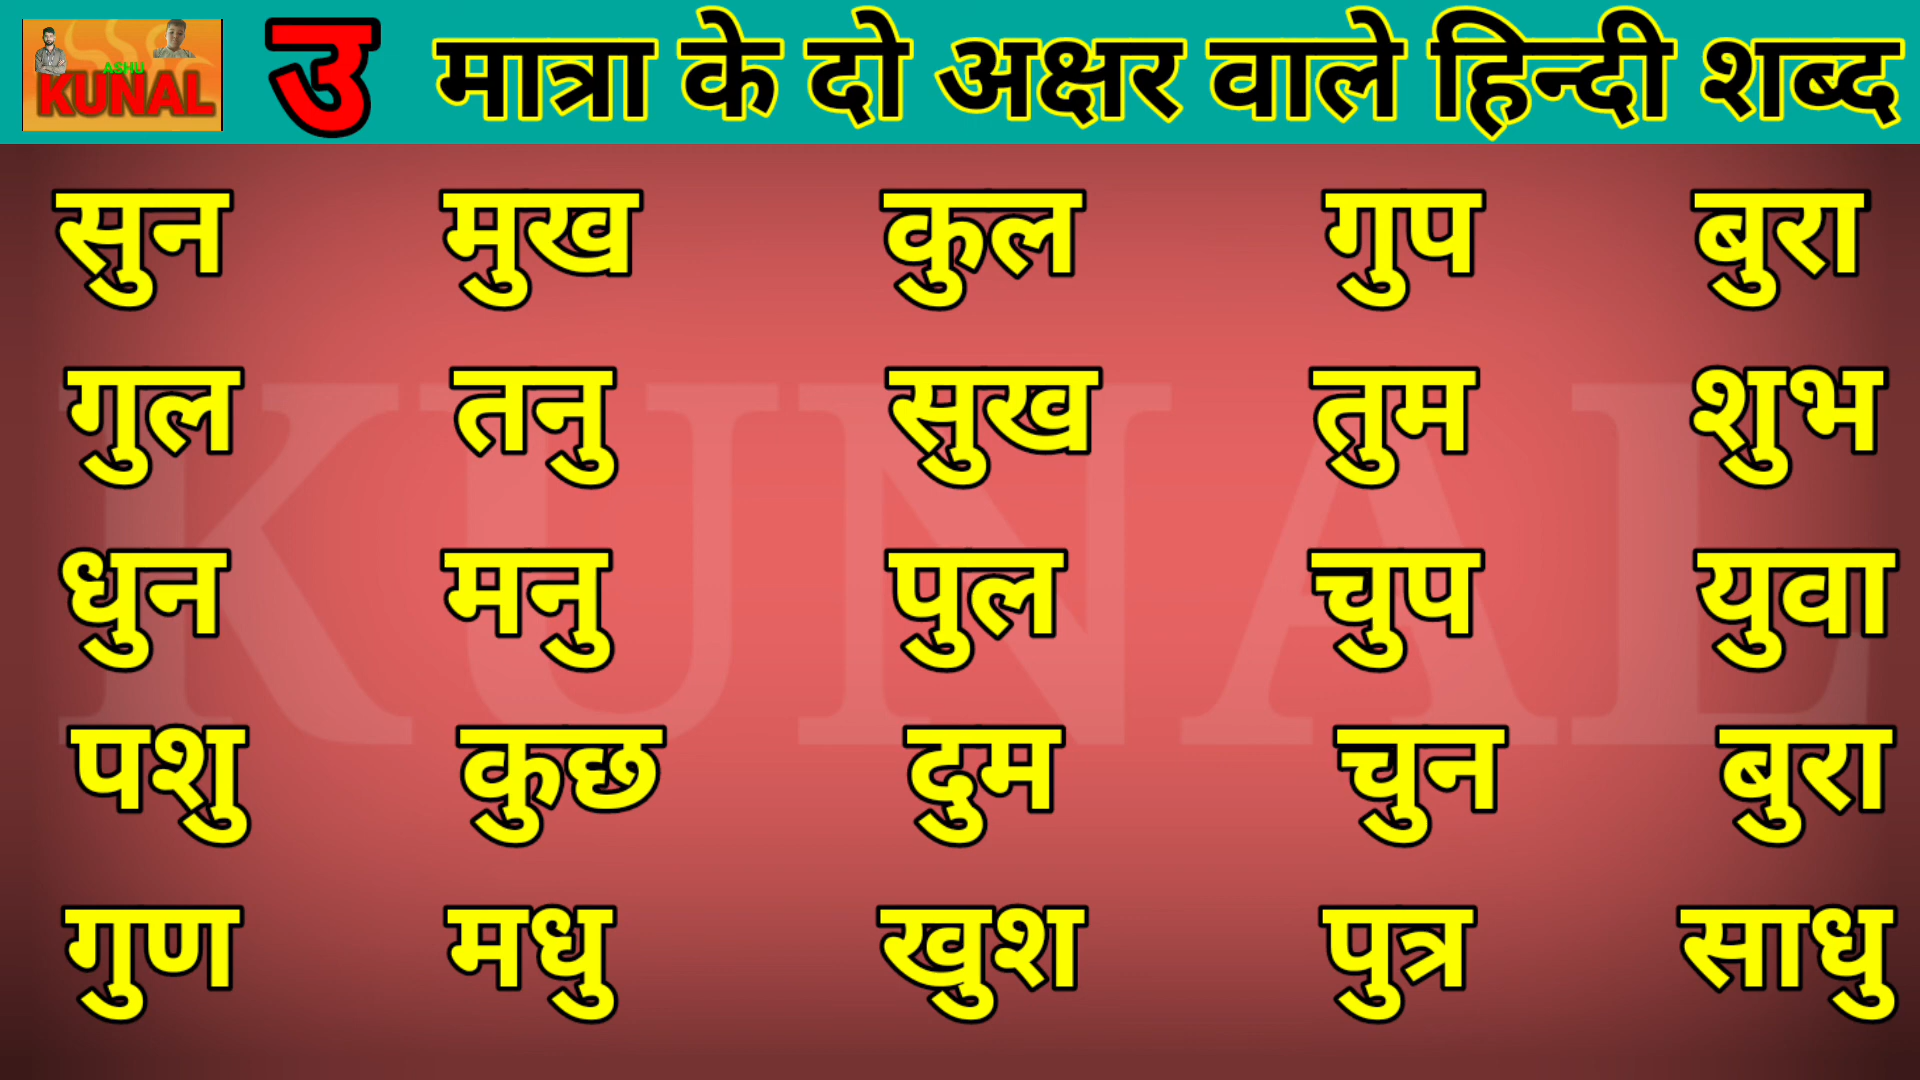 ASHU
KUNAL
उ मात्रा के दो अक्षर वाले हिन्दी शब्द
सुन मुख कुल गुप बुरा
गुल तनु सुख तुम शुभ
धुन मनु पुल चुप युवा
पशु कुछ दुम चुन बुरा
गुण मधु खुश पुत्र साधु
KUNAL